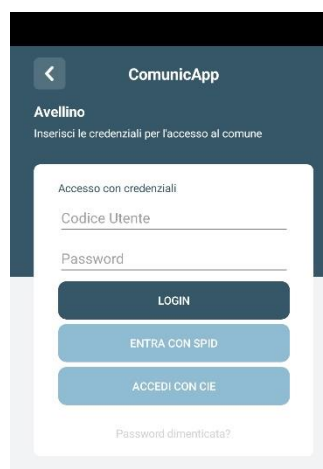 ComunicApp
Avellino
Inserisci le credenziali per l'accesso al comune
Accesso con credenziali
Codice Utente
Password
LOGIN
ENTRA CON SPID
ACCEDI CON CIE
Password dimenticata?